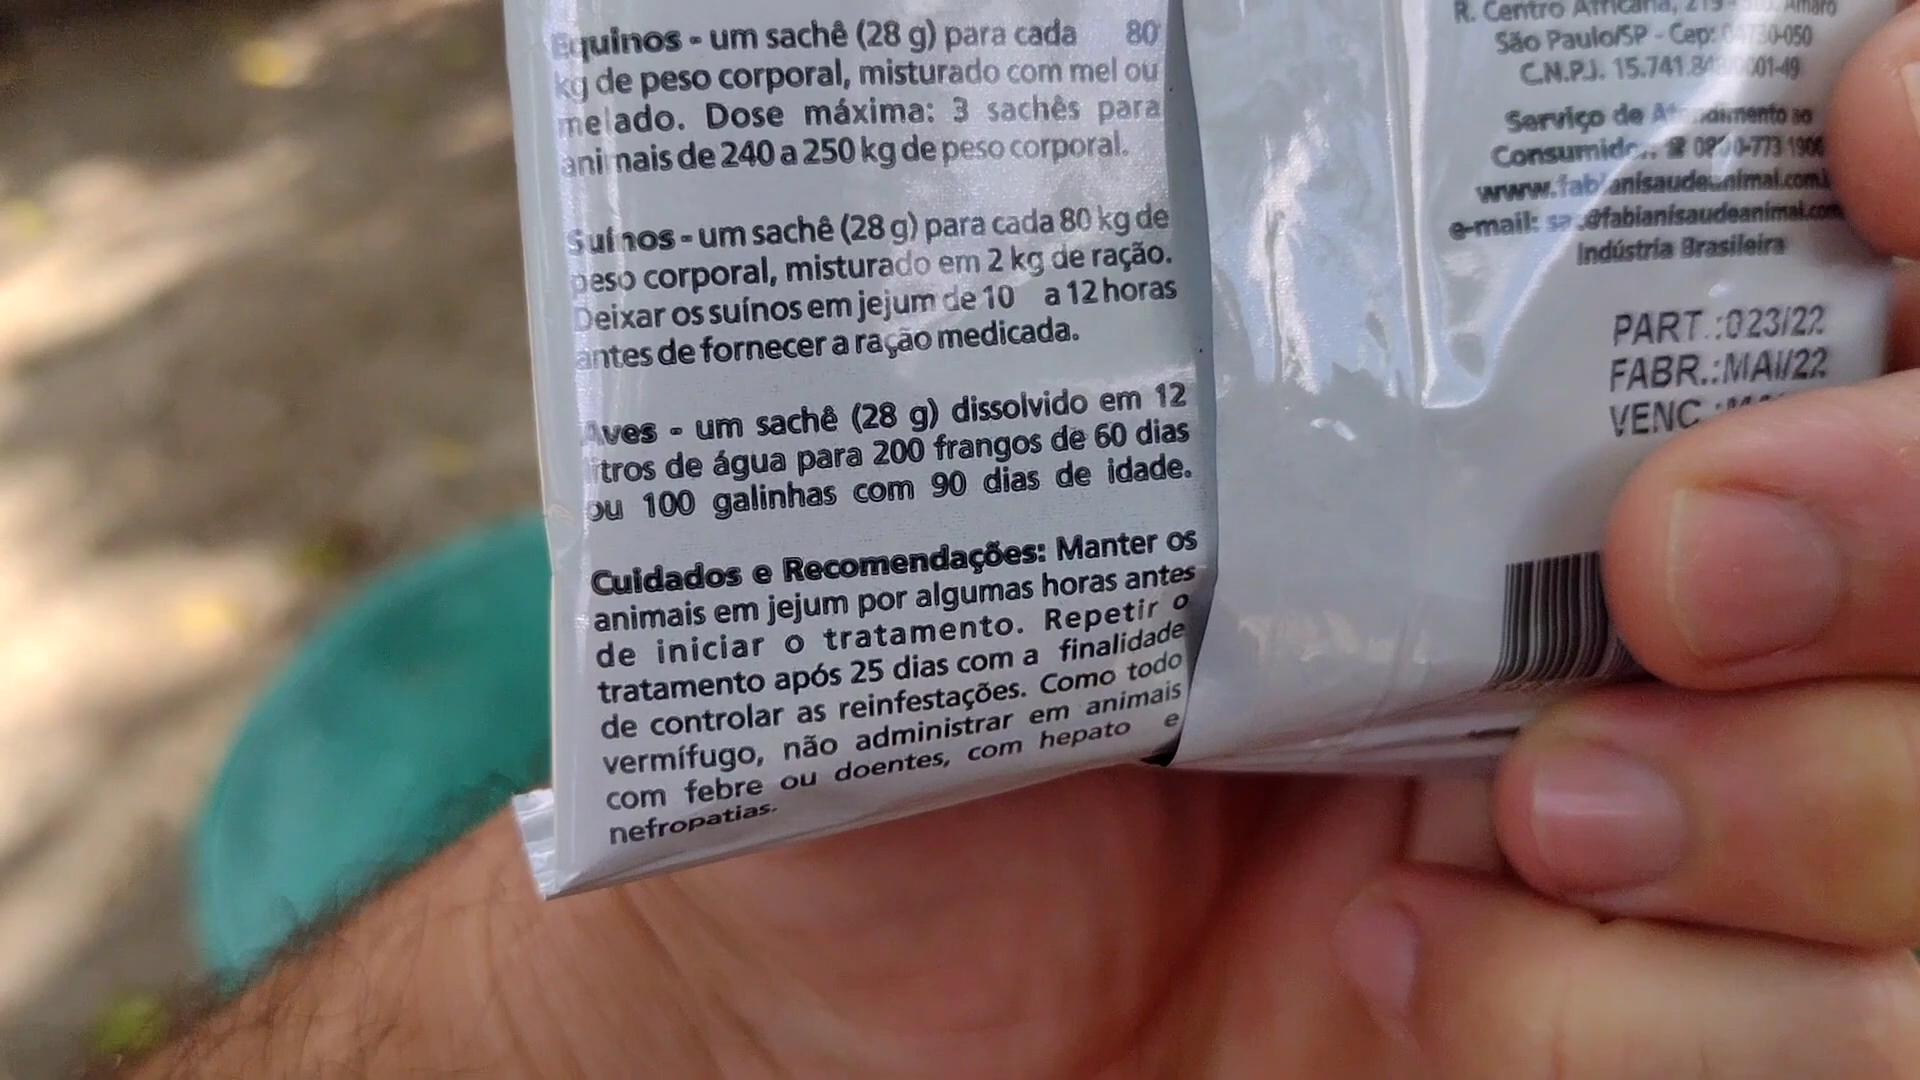 Equinos - um sachê (28 g) para cada 80
kg de peso corporal, misturado com mel ou
melado. Dose máxima: 3 sachês para
animais de 240 a 250 kg de peso corporal.
Suínos - um sachê (28 g) para cada 80 kg de
peso corporal, misturado em 2 kg de ração.
Deixar os suínos em jejum de 10 a 12 horas
antes de fornecer a ração medicada.
Aves - um sachê (28 g) dissolvido em 12
litros de água para 200 frangos de 60 dias
ou 100 galinhas com 90 dias de idade.
Cuidados e Recomendações: Manter os
animais em jejum por algumas horas antes
de iniciar o tratamento. Repetir o
tratamento após 25 dias com a finalidade
de controlar as reinfestações. Como todo
vermífugo, não administrar em animais
com febre ou doentes, com hepato e
nefropatias.
R. Centro Africana, 219 - Amaro
São Paulo/SP - Cep:
C.N.P.J.
Serviço de Atendimento ao
Consumidor.
www.fabianisaudeanimal.com
e-mail:
Indústria Brasileira
PART.:023/22
FABR.:MAI/22
VENC